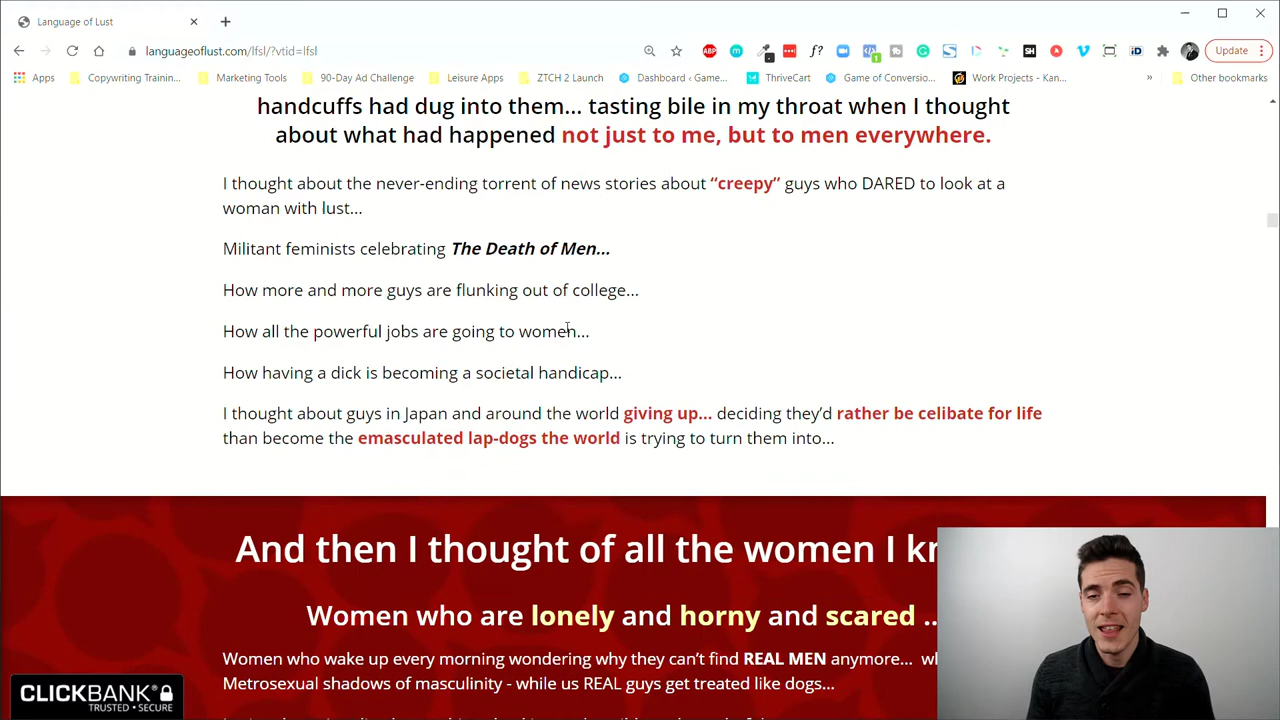 Language of Lust
languageoflust.com/lfsl/?vtid=lfsl
Update
Apps
Copywriting Trainin...
Marketing Tools
90-Day Ad Challenge
Leisure Apps
ZTCH 2 Launch
Dashboard ‹ Game...
ThriveCart
Game of Conversio...
Work Projects - Kan...
»
Other bookmarks
handcuffs had dug into them... tasting bile in my throat when I thought
about what had happened not just to me, but to men everywhere.
I thought about the never-ending torrent of news stories about “creepy” guys who DARED to look at a
woman with lust...
Militant feminists celebrating The Death of Men...
How more and more guys are flunking out of college...
How all the powerful jobs are going to women...
How having a dick is becoming a societal handicap...
I thought about guys in Japan and around the world giving up... deciding they’d rather be celibate for life
than become the emasculated lap-dogs the world is trying to turn them into...
And then I thought of all the women I
Women who are lonely and horny and scared ..
Women who wake up every morning wondering why they can’t find REAL MEN anymore...
Metrosexual shadows of masculinity - while us REAL guys get treated like dogs...
CLICKBANK
TRUSTED • SECURE